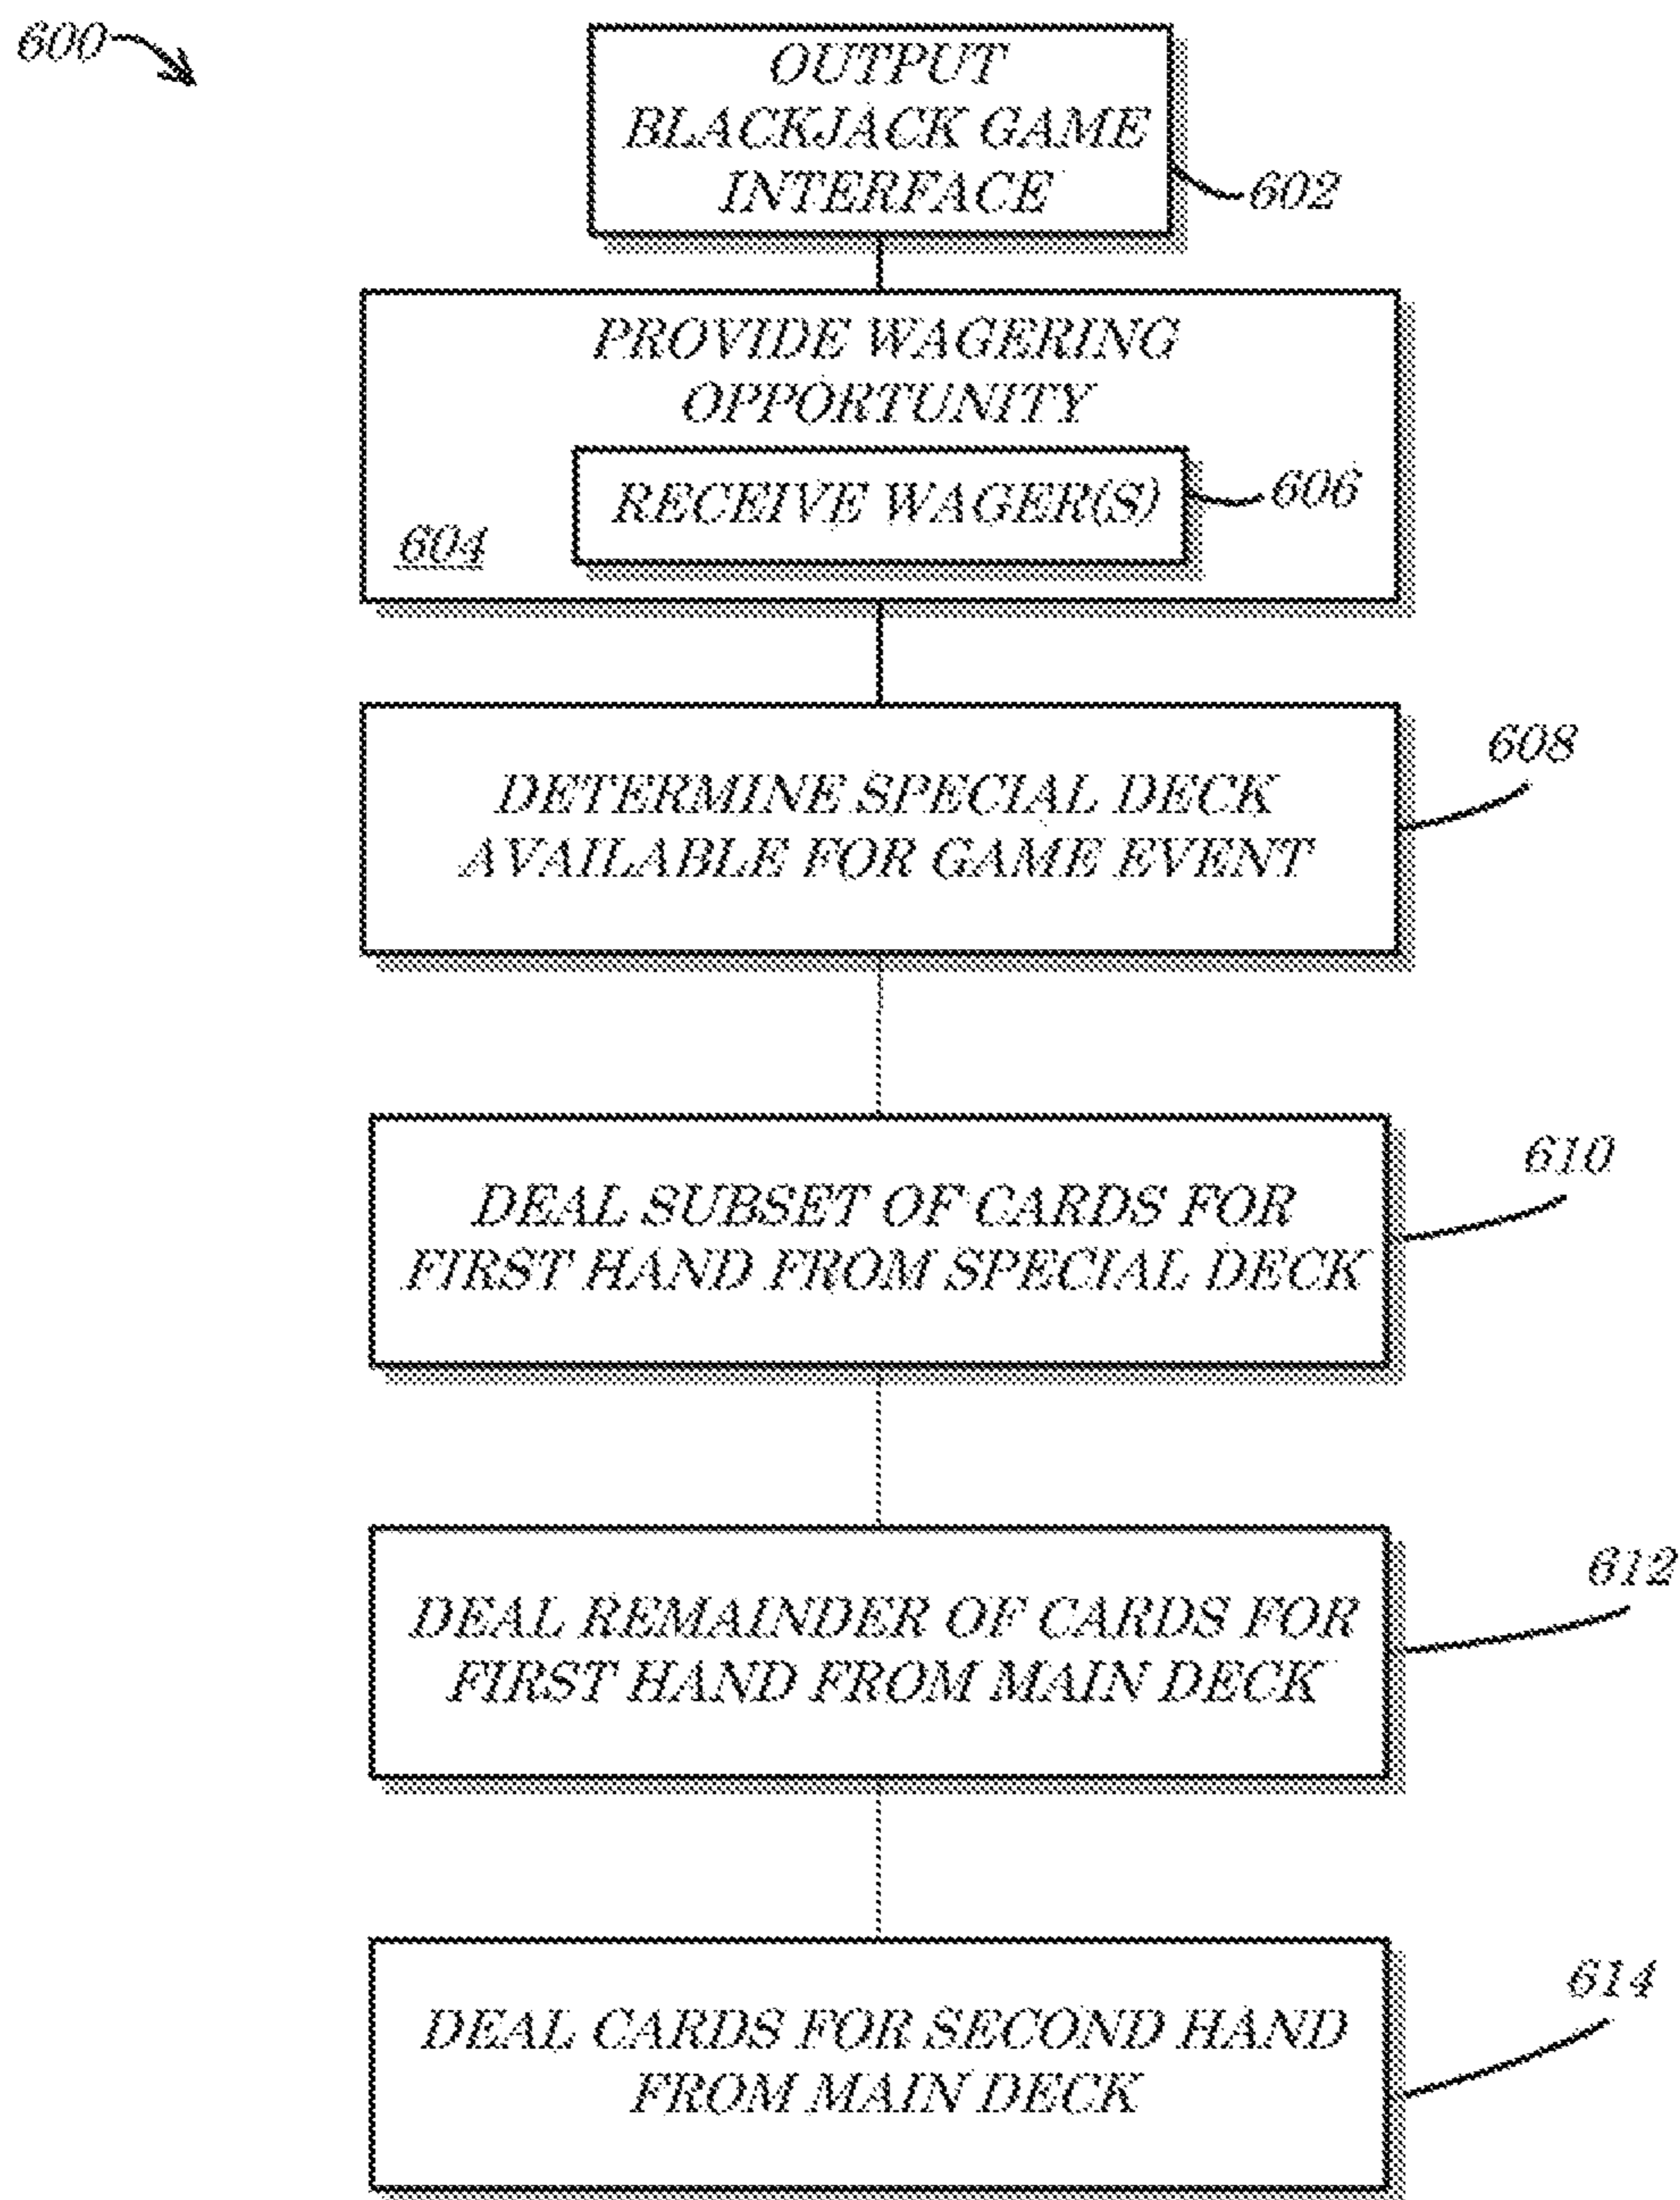 600
OUTPUT
BLACKJACK GAME
INTERFACE
602
PROVIDE WAGERING
OPPORTUNITY
RECEIVE WAGER(S)
606
604
608
DETERMINE SPECIAL DECK
AVAILABLE FOR GAME EVENT
610
DEAL SUBSET OF CARDS FOR
FIRST HAND FROM SPECIAL DECK
612
DEAL REMAINDER OF CARDS FOR
FIRST HAND FROM MAIN DECK
614
DEAL CARDS FOR SECOND HAND
FROM MAIN DECK